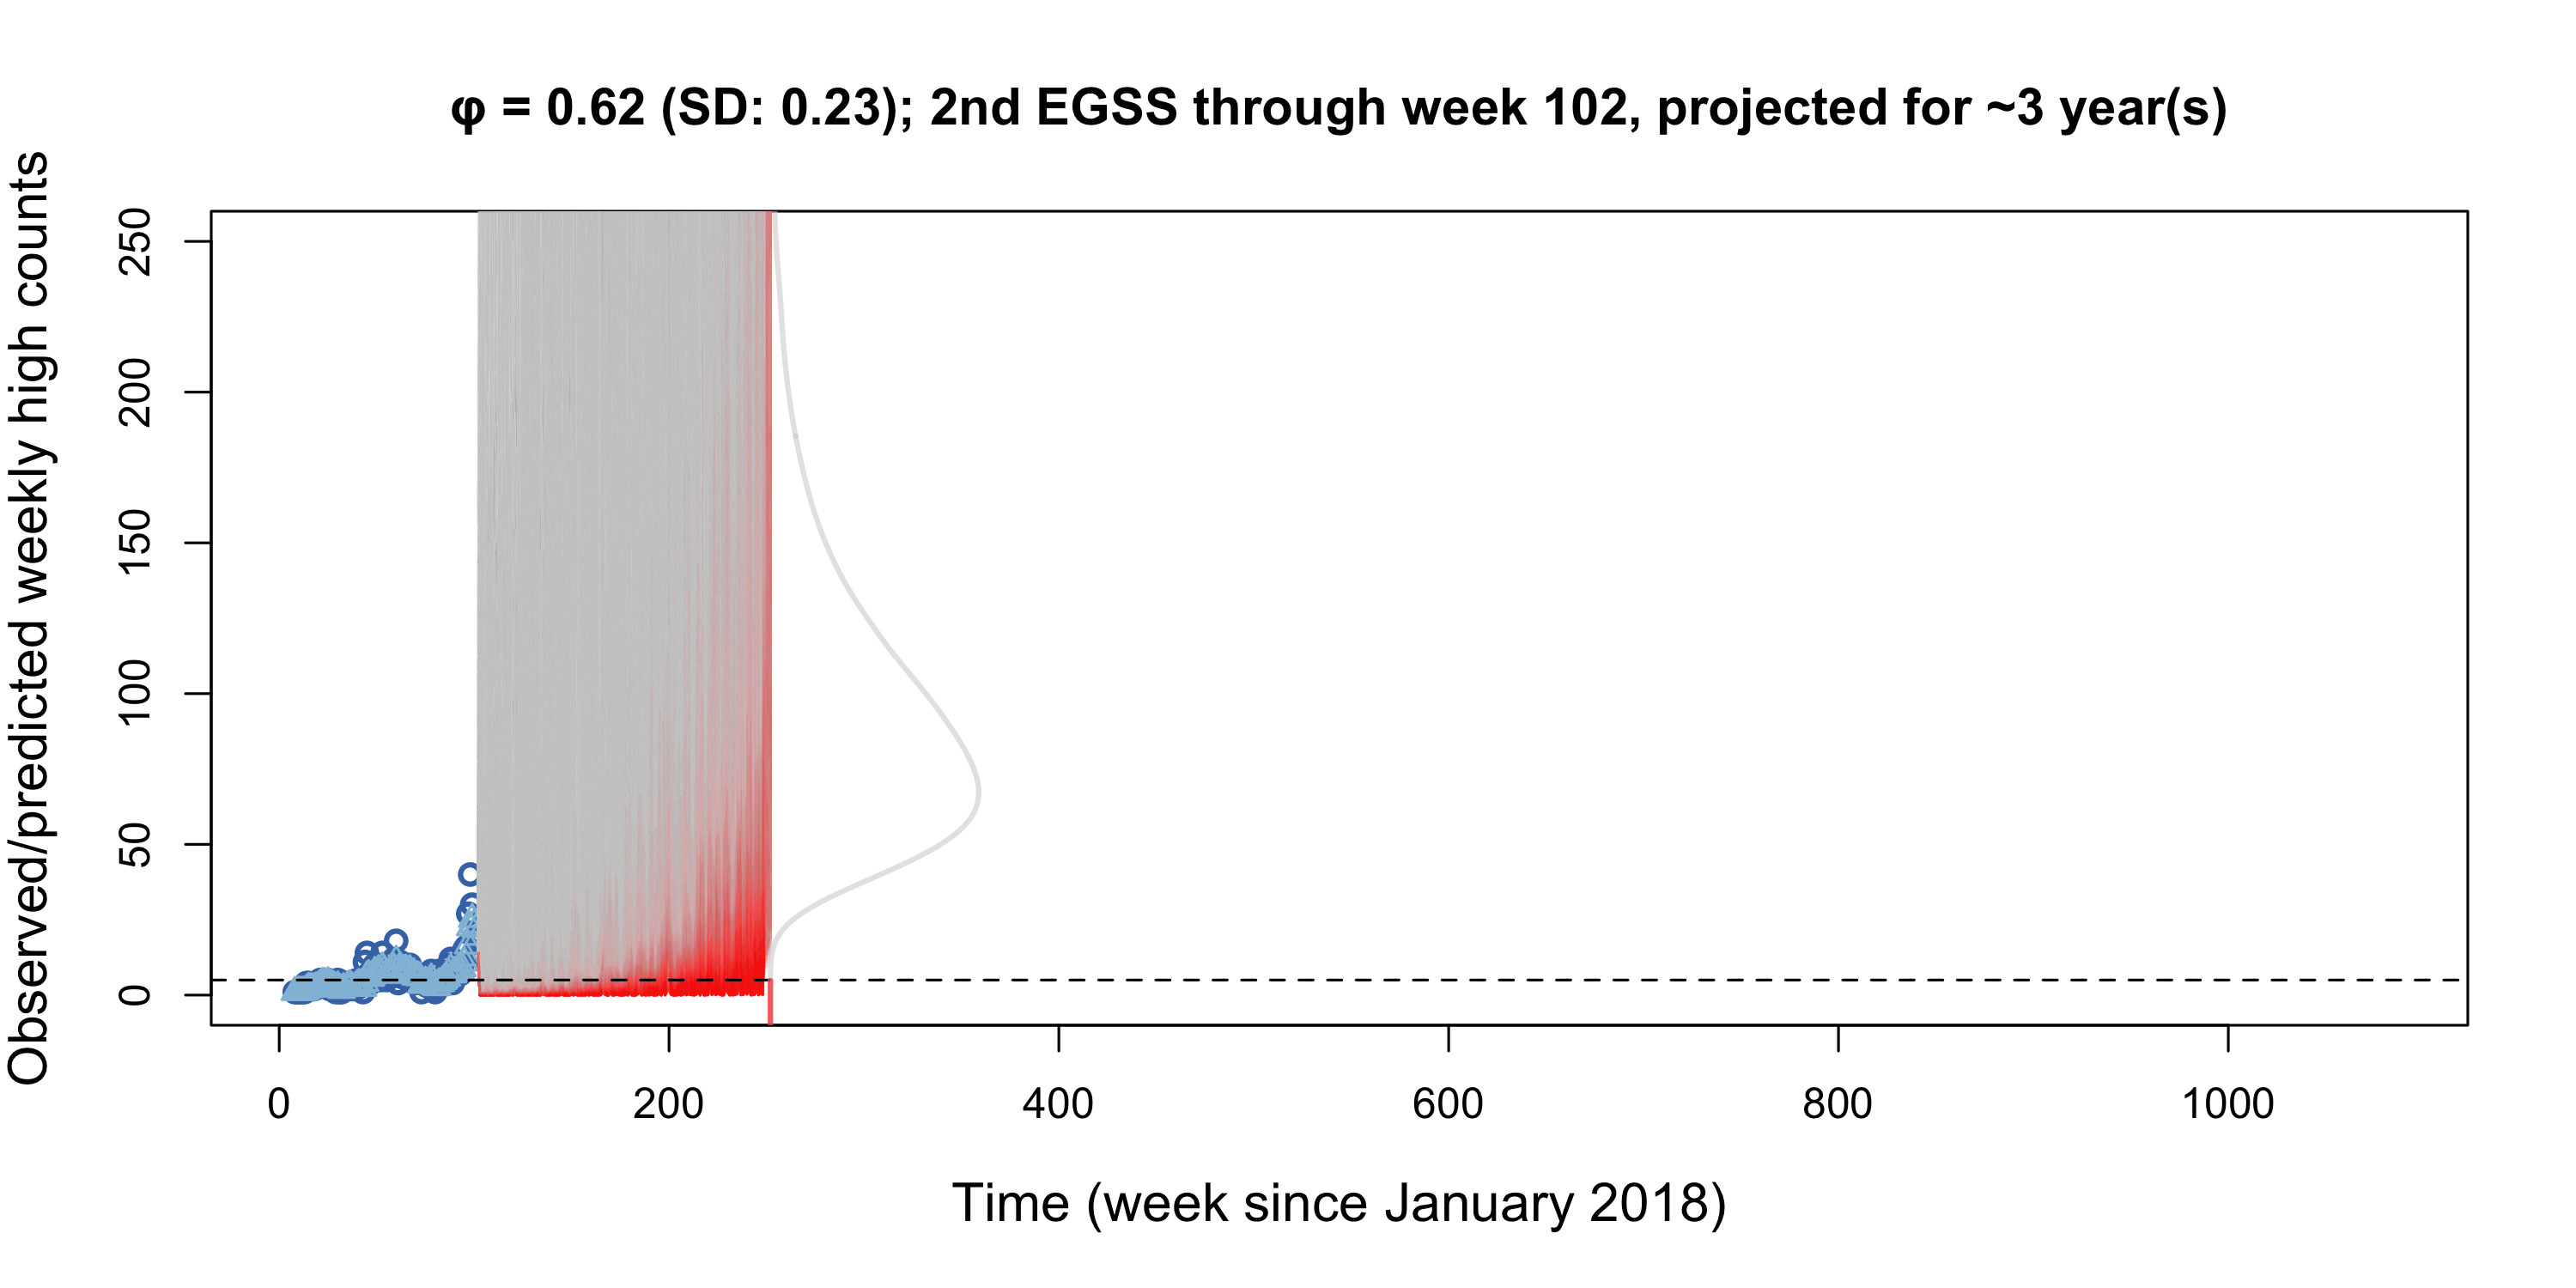 φ = 0.62 (SD: 0.23); 2nd EGSS through week 102, projected for ~3 year(s)
Observed/predicted weekly high counts
250
200
150
100
50
0
0 200 400 600 800 1000
Time (week since January 2018)